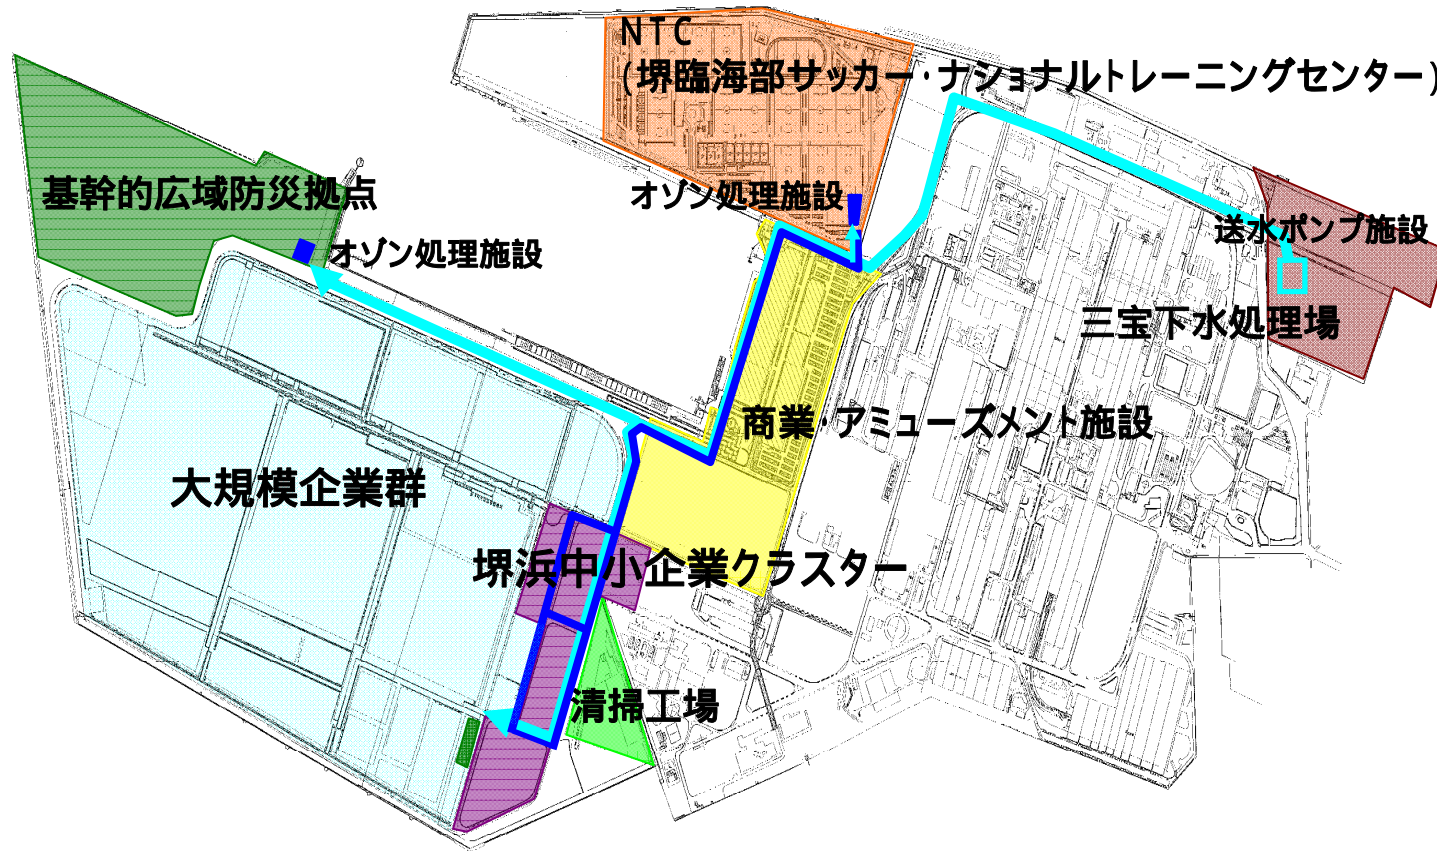 NTC
(堺臨海部サッカー・ナショナルトレーニングセンター)
基幹的広域防災拠点
オゾン処理施設
送水ポンプ施設
オゾン処理施設
三宝下水処理場
商業・アミューズメント施設
大規模企業群
堺浜中小企業クラスター
清掃工場